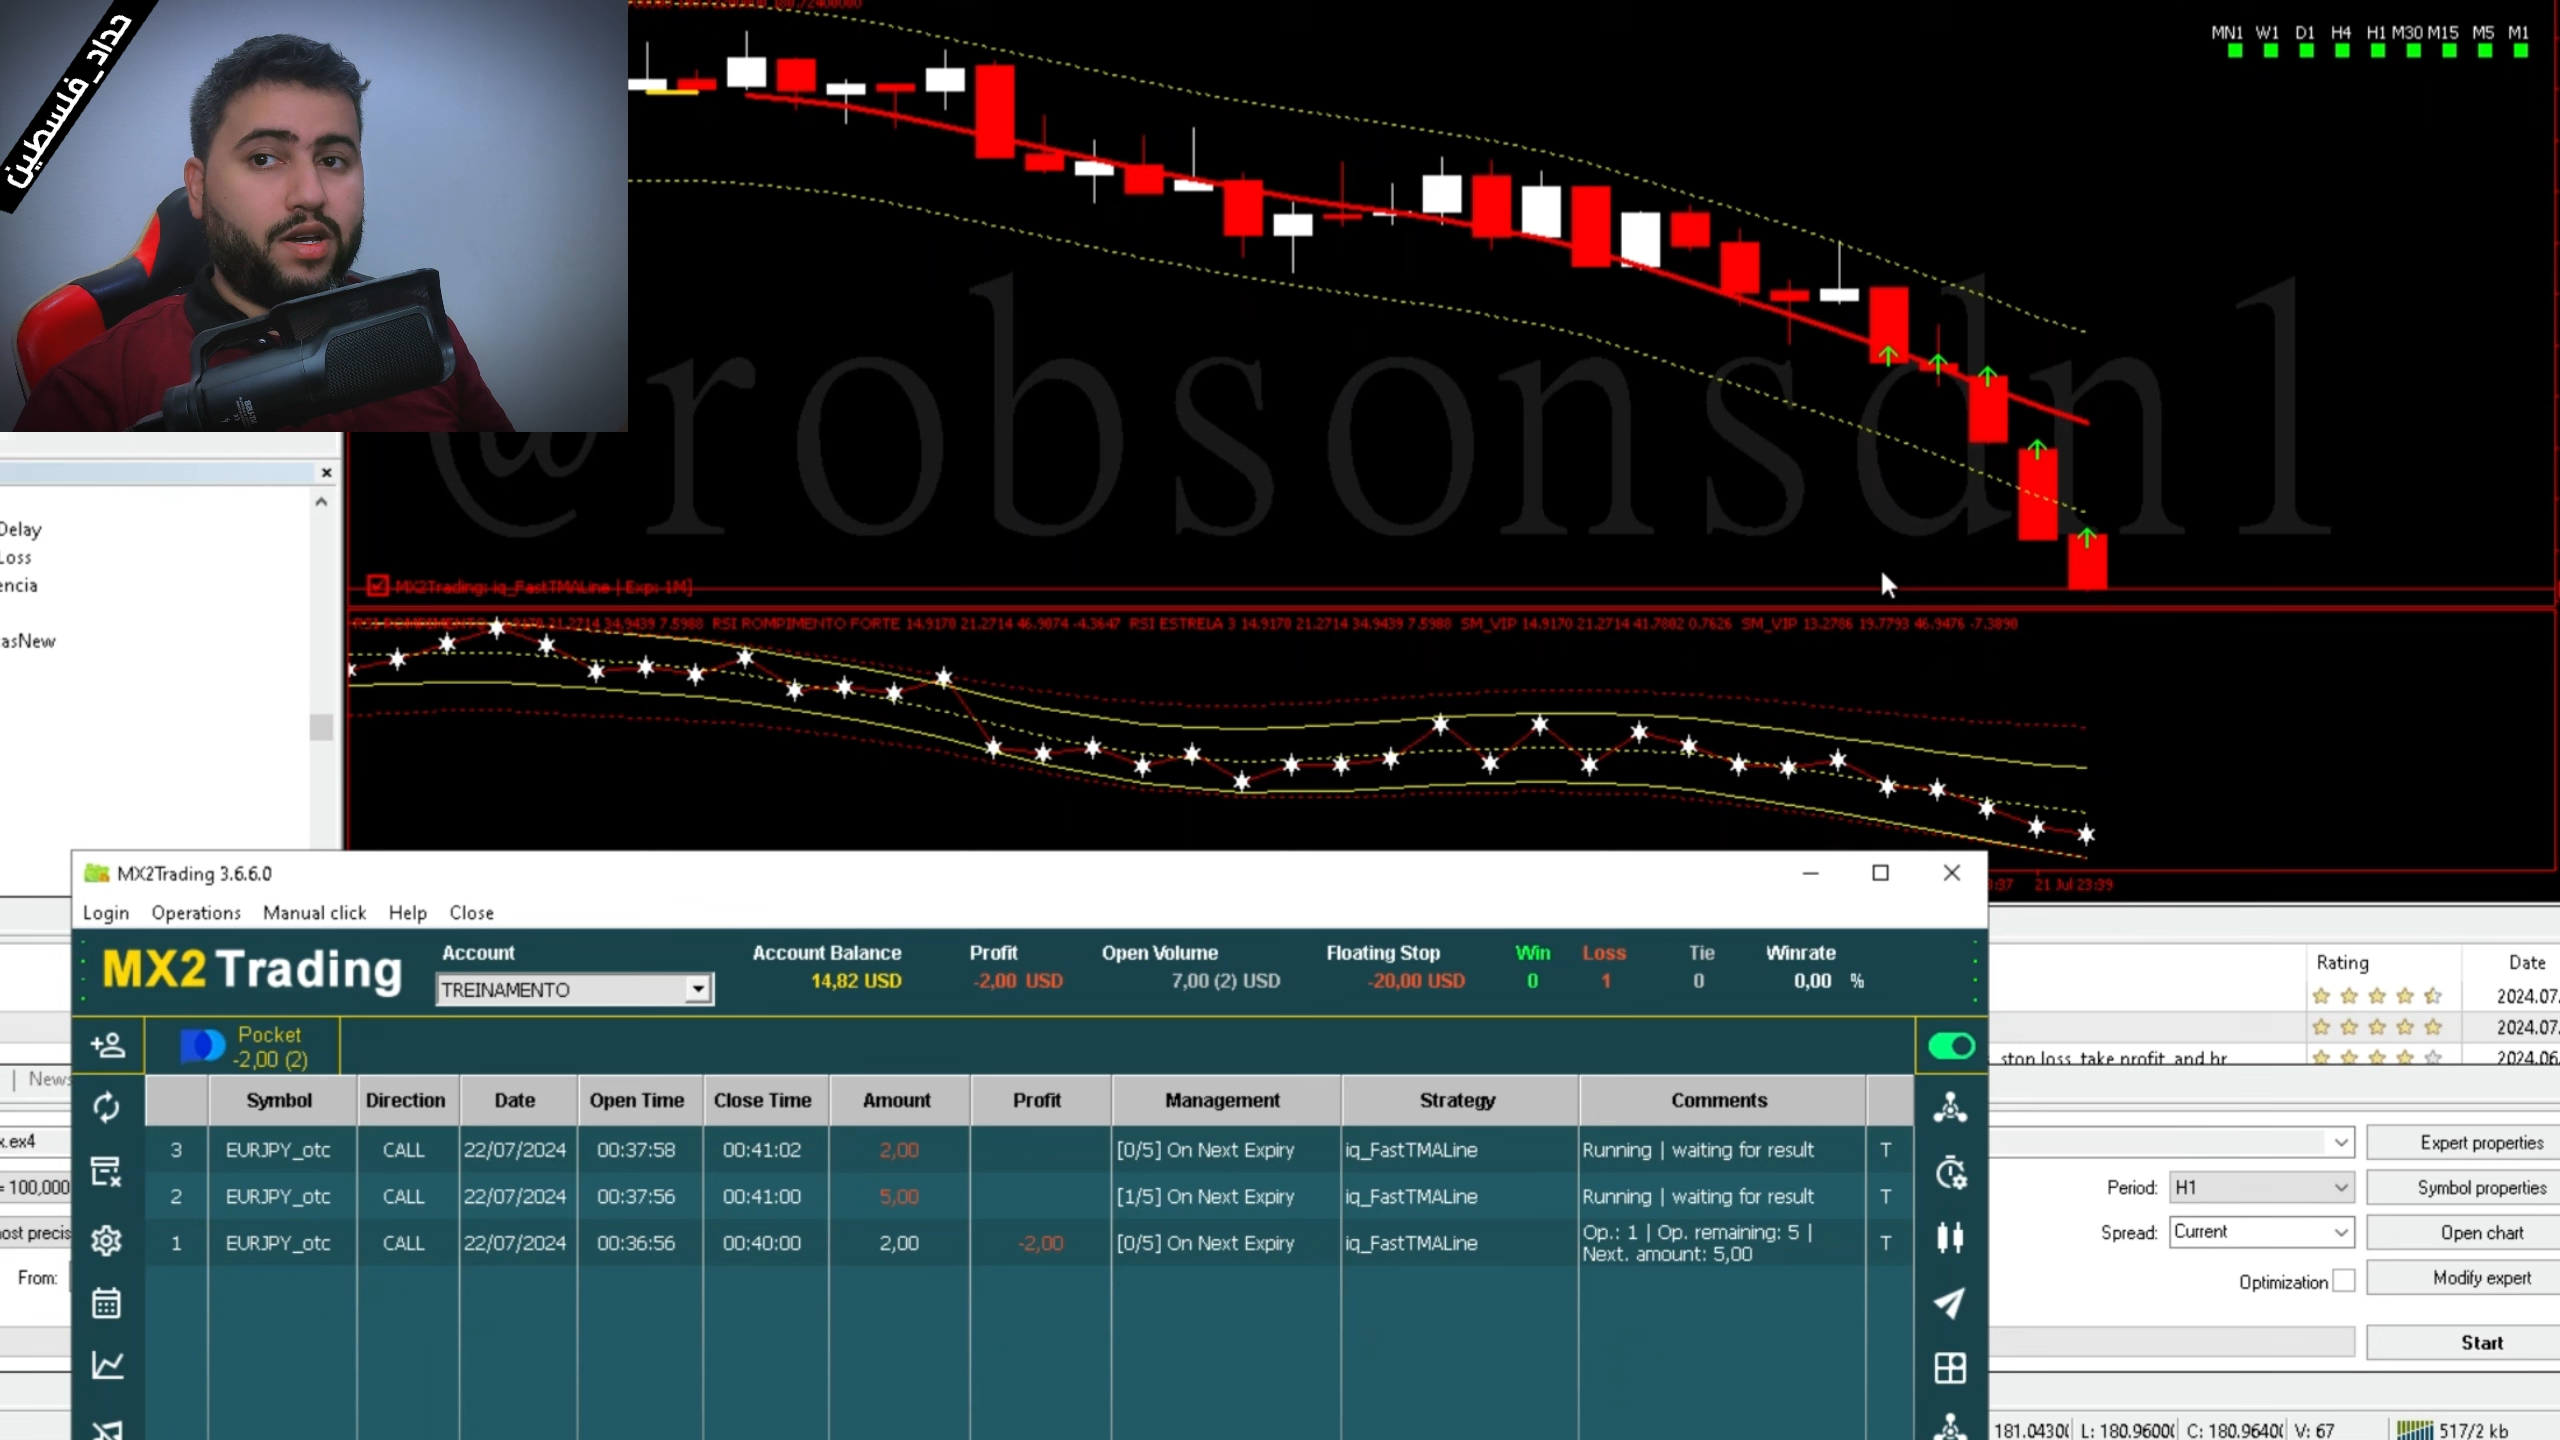 حداد_فلسطين
MN1 W1 D1 H4 H1 M30 M15 M5 M1
@robsonsdnl
Delay
Loss
encia
asNew
MX2Trading: iq_FastTMALine | Exp: 1M]
14.9170 21.2714 34.9439 7.5988 RSI ROMPIMENTO FORTE 14.9170 21.2714 46.9074 -4.3647 RSI ESTRELA 3 14.9170 21.2714 34.9439 7.5988 SM_VIP 14.9170 21.2714 41.7802 0.7626 SM_VIP 13.2786 19.7793 46.9476 -7.3898
21 Jul 23:39
MX2Trading 3.6.6.0
Login Operations Manual click Help Close
MX2 Trading
Account Account Balance Profit Open Volume Floating Stop Win Loss Tie Winrate
TREINAMENTO 14,82 USD -2,00 USD 7,00 (2) USD -20,00 USD 0 1 0 0,00 %
Pocket
-2,00 (2)
Symbol Direction Date Open Time Close Time Amount Profit Management Strategy Comments
3 EURJPY_otc CALL 22/07/2024 00:37:58 00:41:02 2,00 [0/5] On Next Expiry iq_FastTMALine Running | waiting for result T
2 EURJPY_otc CALL 22/07/2024 00:37:56 00:41:00 5,00 [1/5] On Next Expiry iq_FastTMALine Running | waiting for result T
1 EURJPY_otc CALL 22/07/2024 00:36:56 00:40:00 2,00 -2,00 [0/5] On Next Expiry iq_FastTMALine Op.: 1 | Op. remaining: 5 |
Next. amount: 5,00 T
Rating Date
2024.07.
2024.07.
stop loss, take profit, and br 2024.06.
News
x.ex4
= 100,000
ost precis
From:
Expert properties
Period: H1 Symbol properties
Spread: Current Open chart
Optimization Modify expert
Start
181.0430 L: 180.9600 C: 180.9640 V: 67 517/2 kb